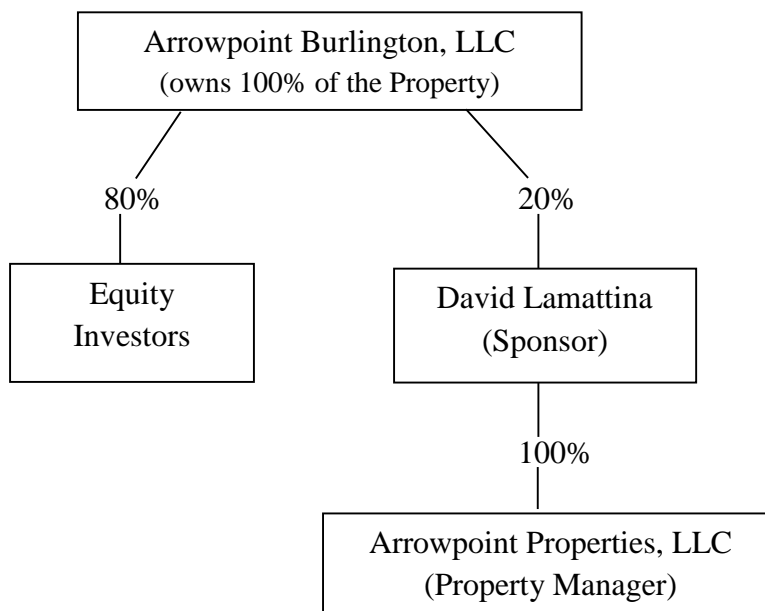 Arrowpoint Burlington, LLC
(owns 100% of the Property)
80%
20%
Equity
Investors
David Lamattina
(Sponsor)
100%
Arrowpoint Properties, LLC
(Property Manager)